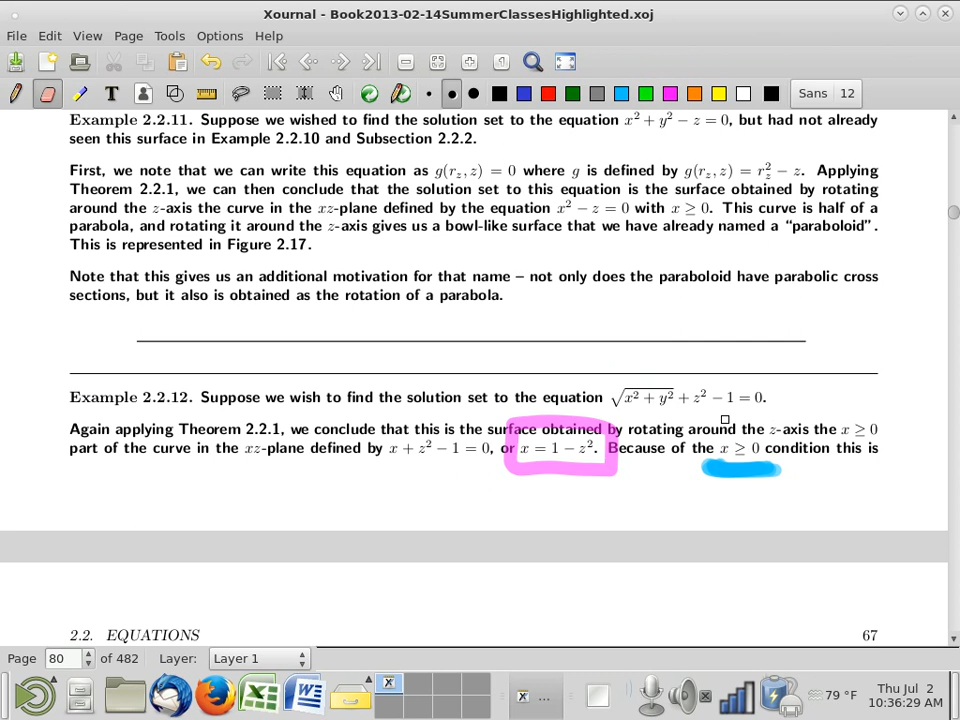 Xournal - Book2013-02-14SummerClassesHighlighted.xoj
File Edit View Page Tools Options Help
Sans 12
Example 2.2.11. Suppose we wished to find the solution set to the equation x² + y² − z = 0, but had not already
seen this surface in Example 2.2.10 and Subsection 2.2.2.
First, we note that we can write this equation as g(r_z, z) = 0 where g is defined by g(r_z, z) = r_z² − z. Applying
Theorem 2.2.1, we can then conclude that the solution set to this equation is the surface obtained by rotating
around the z-axis the curve in the xz-plane defined by the equation x² − z = 0 with x ≥ 0. This curve is half of a
parabola, and rotating it around the z-axis gives us a bowl-like surface that we have already named a “paraboloid”.
This is represented in Figure 2.17.
Note that this gives us an additional motivation for that name – not only does the paraboloid have parabolic cross
sections, but it also is obtained as the rotation of a parabola.
Example 2.2.12. Suppose we wish to find the solution set to the equation √(x² + y²) + z² − 1 = 0.
Again applying Theorem 2.2.1, we conclude that this is the surface obtained by rotating around the z-axis the x ≥ 0
part of the curve in the xz-plane defined by x + z² − 1 = 0, or x = 1 − z². Because of the x ≥ 0 condition this is
2.2. EQUATIONS 67
Page 80 of 482 Layer: Layer 1
... 79 °F Thu Jul 2
10:36:29 AM